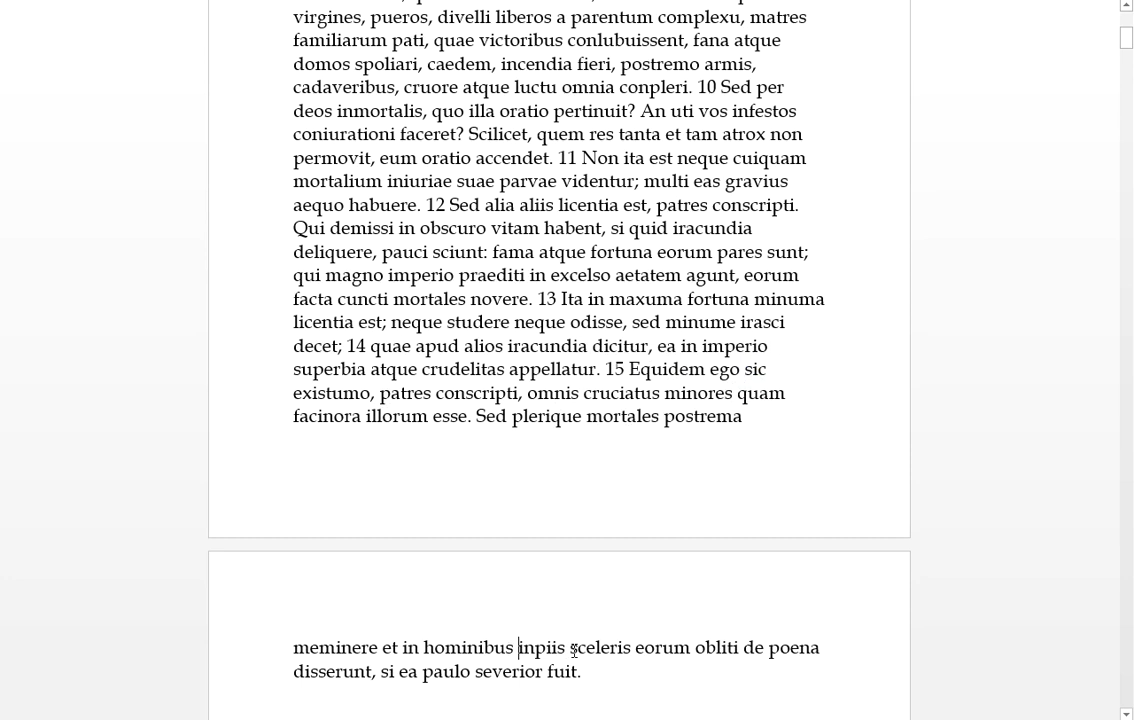 virgines, pueros, divelli liberos a parentum complexu, matres
familiarum pati, quae victoribus conlubuissent, fana atque
domos spoliari, caedem, incendia fieri, postremo armis,
cadaveribus, cruore atque luctu omnia conpleri. 10 Sed per
deos inmortalis, quo illa oratio pertinuit? An uti vos infestos
coniurationi faceret? Scilicet, quem res tanta et tam atrox non
permovit, eum oratio accendet. 11 Non ita est neque cuiquam
mortalium iniuriae suae parvae videntur; multi eas gravius
aequo habuere. 12 Sed alia aliis licentia est, patres conscripti.
Qui demissi in obscuro vitam habent, si quid iracundia
deliquere, pauci sciunt: fama atque fortuna eorum pares sunt;
qui magno imperio praediti in excelso aetatem agunt, eorum
facta cuncti mortales novere. 13 Ita in maxuma fortuna minuma
licentia est; neque studere neque odisse, sed minume irasci
decet; 14 quae apud alios iracundia dicitur, ea in imperio
superbia atque crudelitas appellatur. 15 Equidem ego sic
existumo, patres conscripti, omnis cruciatus minores quam
facinora illorum esse. Sed plerique mortales postrema
meminere et in hominibus inpiis sceleris eorum obliti de poena
disserunt, si ea paulo severior fuit.